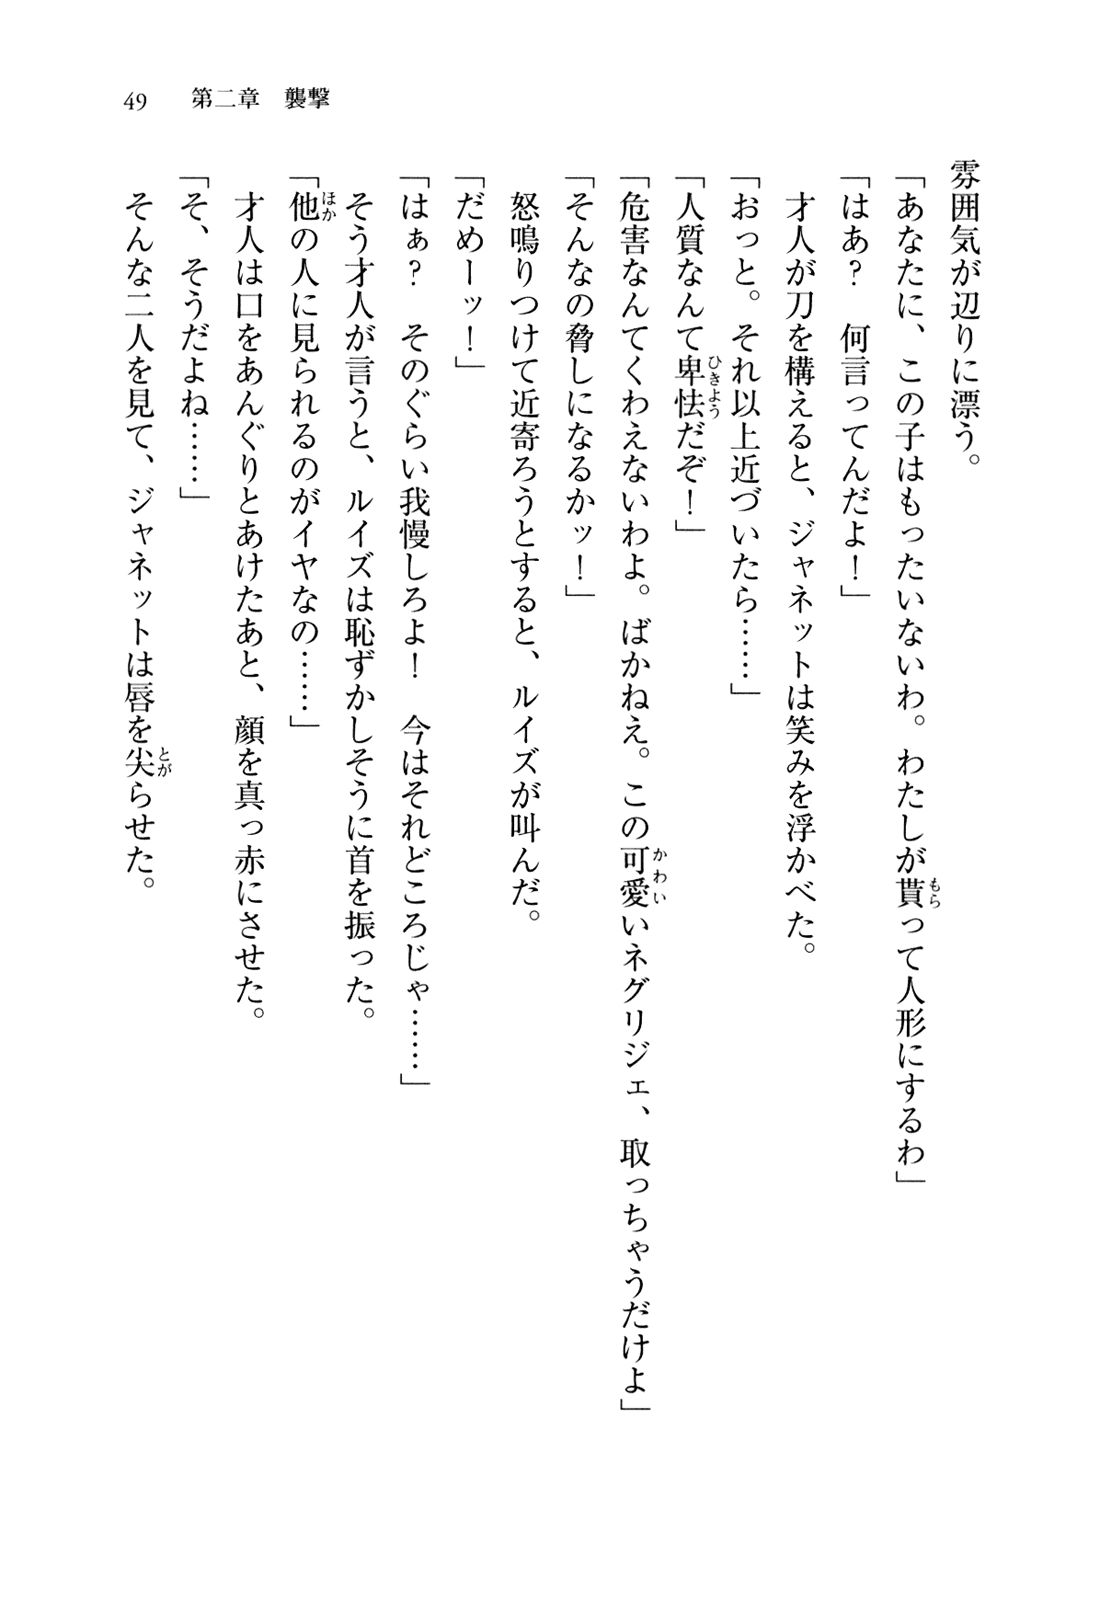 49　第二章　襲撃
雰囲気が辺りに漂う。
「あなたに、この子はもったいないわ。わたしが貰って人形にするわ」
「はあ？　何言ってんだよ！」
　才人が刀を構えると、ジャネットは笑みを浮かべた。
「おっと。それ以上近づいたら……」
「人質なんて卑怯だぞ！」
「危害なんてくわえないわよ。ばかねえ。この可愛いネグリジェ、取っちゃうだけよ」
「そんなの脅しになるかッ！」
　怒鳴りつけて近寄ろうとすると、ルイズが叫んだ。
「だめーッ！」
「はぁ？　そのぐらい我慢しろよ！　今はそれどころじゃ……」
　そう才人が言うと、ルイズは恥ずかしそうに首を振った。
「他の人に見られるのがイヤなの……」
　才人は口をあんぐりとあけたあと、顔を真っ赤にさせた。
「そ、そうだよね……」
　そんな二人を見て、ジャネットは唇を尖らせた。